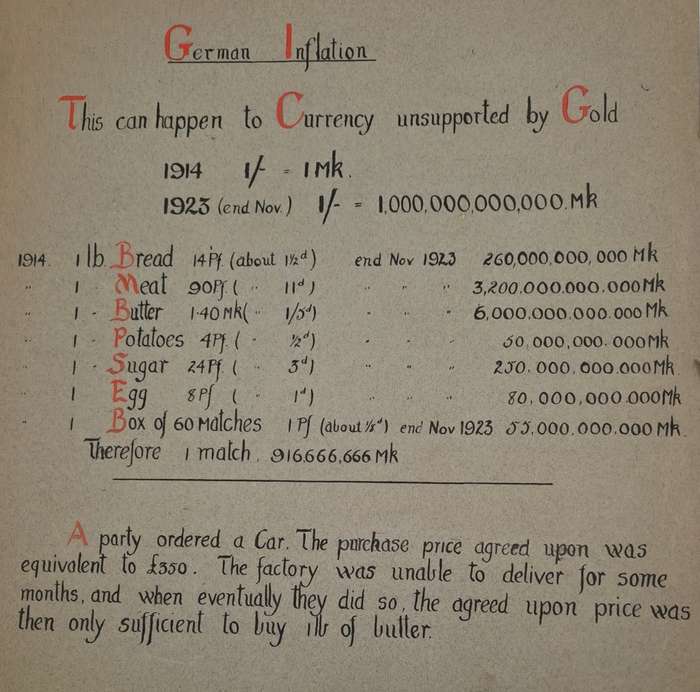 German Inflation
This can happen to Currency unsupported by Gold
1914 1/- = 1 Mk.
1923 (end Nov.) 1/- = 1,000,000,000,000. Mk
1914. 1 lb Bread 14 Pf. (about 1½d) end Nov 1923 260,000,000,000 Mk
" 1 - Meat 90 Pf. ( " 11d) " " " 3,200.000.000.000 Mk
" 1 - Butter 1·40 Mk ( " 1/5d) " " " 6,000,000.000.000 Mk
" 1 - Potatoes 4 Pf. ( " ½d) " " " 50,000,000.000 Mk
" 1 - Sugar 24 Pf. ( " 3d) " " " 250.000,000.000 Mk
" 1 Egg 8 Pf ( " 1d) " " " 80,000,000.000 Mk
" 1 Box of 60 Matches 1 Pf (about ⅛d) end Nov 1923 55,000.000.000 Mk.
Therefore 1 match. 916.666,666 Mk
A party ordered a Car. The purchase price agreed upon was
equivalent to £350. The factory was unable to deliver for some
months, and when eventually they did so, the agreed upon price was
then only sufficient to buy 1 lb of butter.